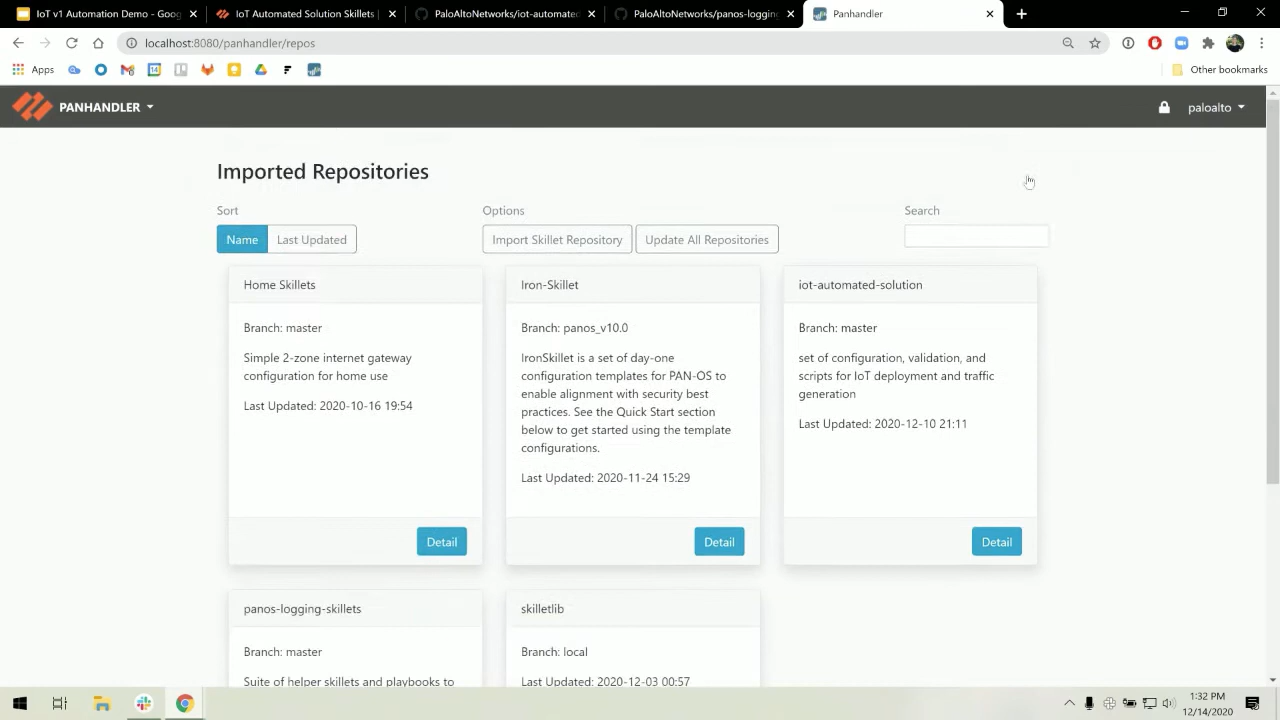 IoT v1 Automation Demo - Goog
IoT Automated Solution Skillets |
PaloAltoNetworks/iot-automated
PaloAltoNetworks/panos-logging
Panhandler
localhost:8080/panhandler/repos
Apps
Other bookmarks
PANHANDLER
paloalto
Imported Repositories
Sort
Options
Search
Name
Last Updated
Import Skillet Repository
Update All Repositories
Home Skillets
Branch: master
Simple 2-zone internet gateway
configuration for home use
Last Updated: 2020-10-16 19:54
Detail
Iron-Skillet
Branch: panos_v10.0
IronSkillet is a set of day-one
configuration templates for PAN-OS to
enable alignment with security best
practices. See the Quick Start section
below to get started using the template
configurations.
Last Updated: 2020-11-24 15:29
Detail
iot-automated-solution
Branch: master
set of configuration, validation, and
scripts for IoT deployment and traffic
generation
Last Updated: 2020-12-10 21:11
Detail
panos-logging-skillets
Branch: master
Suite of helper skillets and playbooks to
skilletlib
Branch: local
Last Updated: 2020-12-03 00:57
1:32 PM
12/14/2020